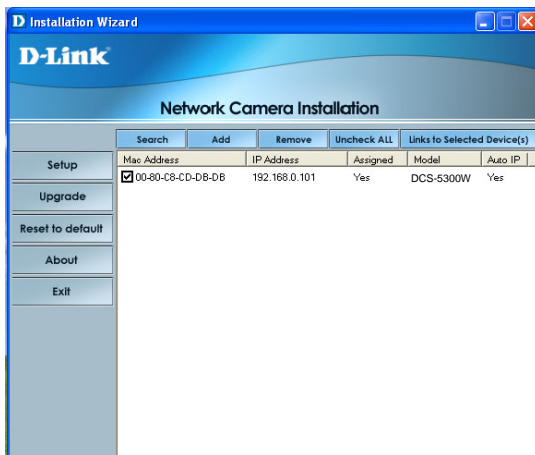 D Installation Wizard
D-Link
Network Camera Installation
Search Add Remove Uncheck ALL Links to Selected Device(s)
Mac Address IP Address Assigned Model Auto IP
00-80-C8-CD-DB-DB 192.168.0.101 Yes DCS-5300W Yes
Setup
Upgrade
Reset to default
About
Exit